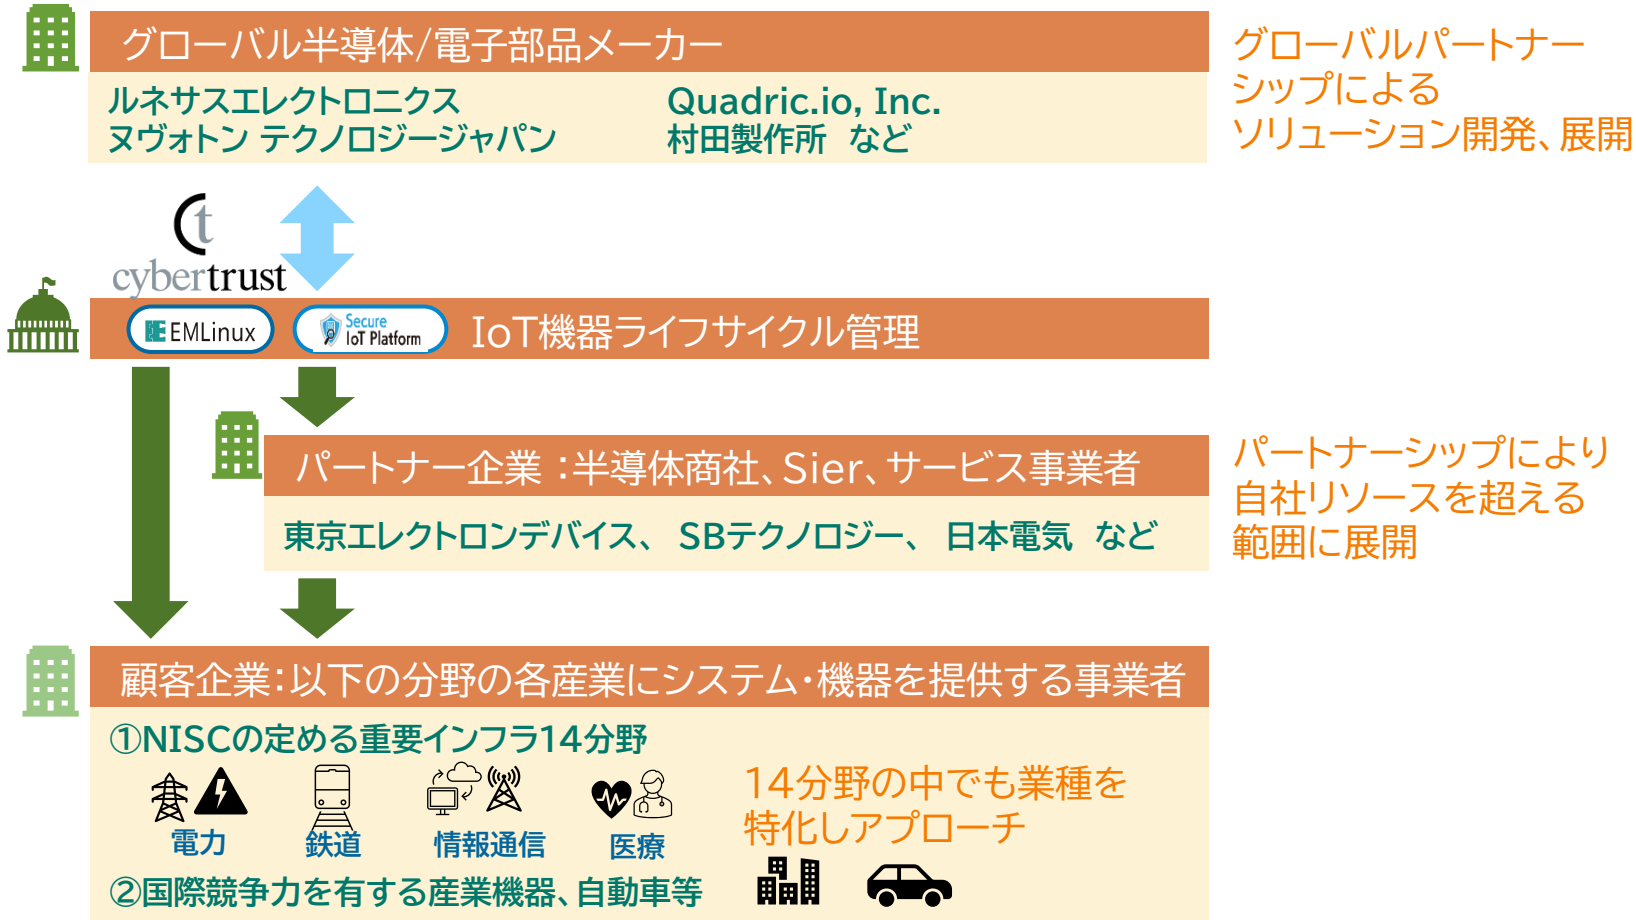 グローバル半導体/電子部品メーカー
ルネサスエレクトロニクス
ヌヴォトン テクノロジージャパン
Quadric.io, Inc.
村田製作所 など
グローバルパートナー
シップによる
ソリューション開発、展開
Ct
cybertrust
EMLinux
Secure
IoT Platform
IoT機器ライフサイクル管理
パートナー企業：半導体商社、Sier、サービス事業者
東京エレクトロンデバイス、 SBテクノロジー、 日本電気 など
パートナーシップにより
自社リソースを超える
範囲に展開
顧客企業：以下の分野の各産業にシステム・機器を提供する事業者
①NISCの定める重要インフラ14分野
電力
鉄道
情報通信
医療
14分野の中でも業種を
特化しアプローチ
②国際競争力を有する産業機器、自動車等